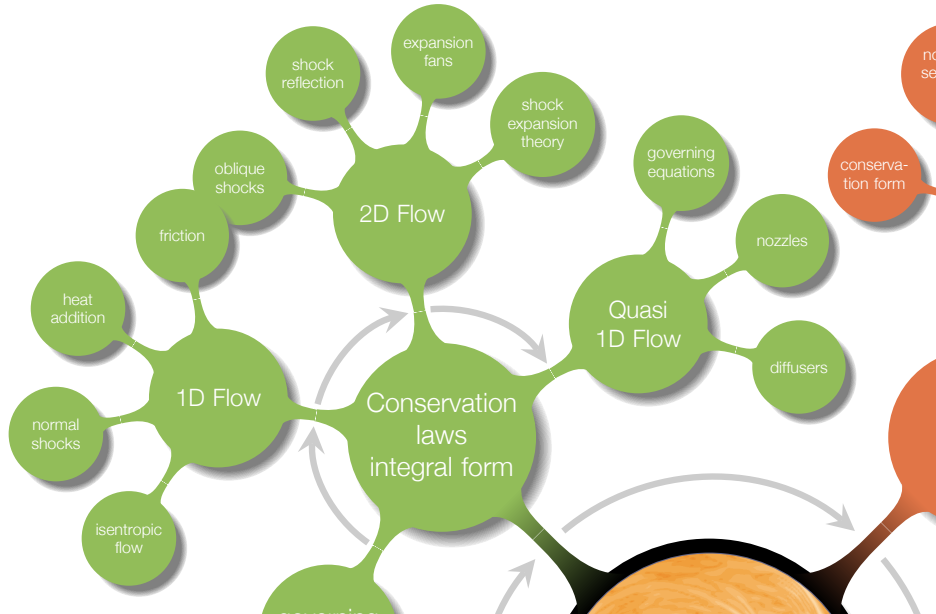 expansion
fans
shock
reflection
shock
expansion
theory
oblique
shocks
2D Flow
friction
heat
addition
1D Flow
normal
shocks
isentropic
flow
governing
equations
nozzles
Quasi
1D Flow
diffusers
Conservation
laws
integral form
conserva-
tion form